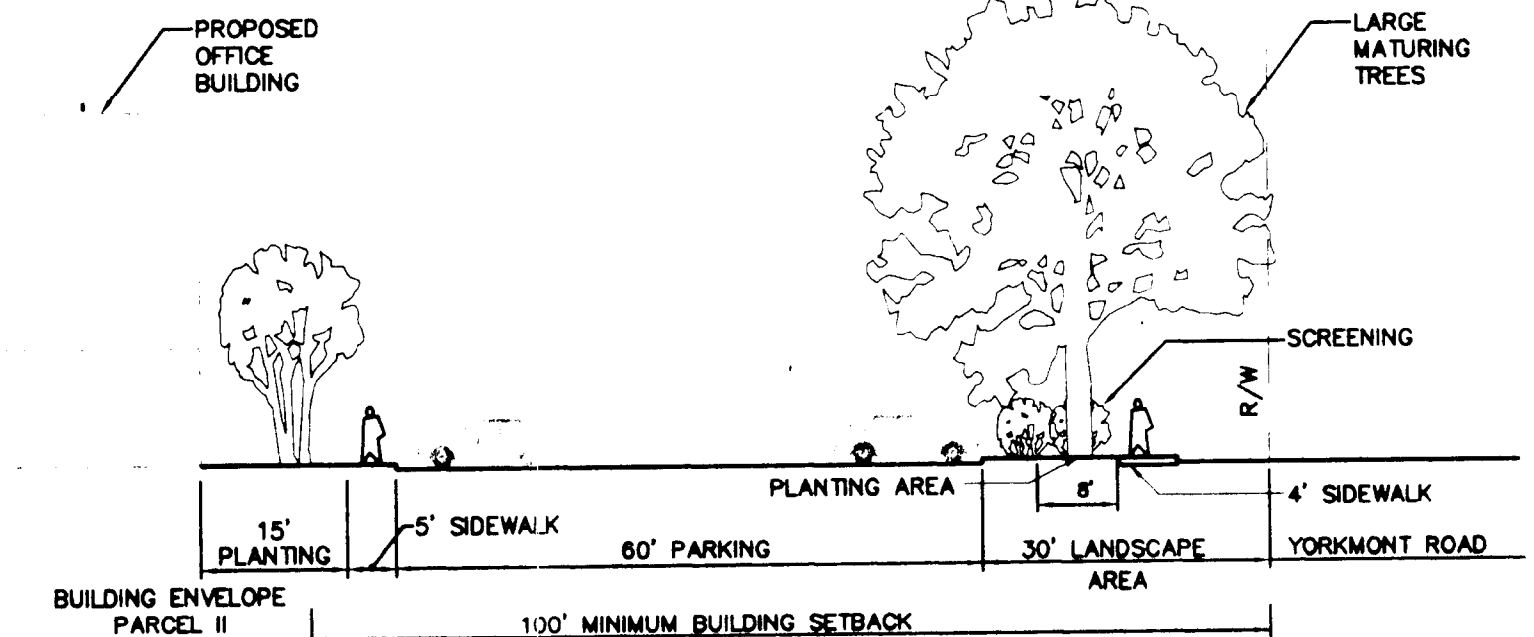 PROPOSED
OFFICE
BUILDING
LARGE
MATURING
TREES
SCREENING
R/W
PLANTING AREA
8'
4' SIDEWALK
15'
PLANTING
5' SIDEWALK
60' PARKING
30' LANDSCAPE
AREA
YORKMONT ROAD
BUILDING ENVELOPE
PARCEL II
100' MINIMUM BUILDING SETBACK